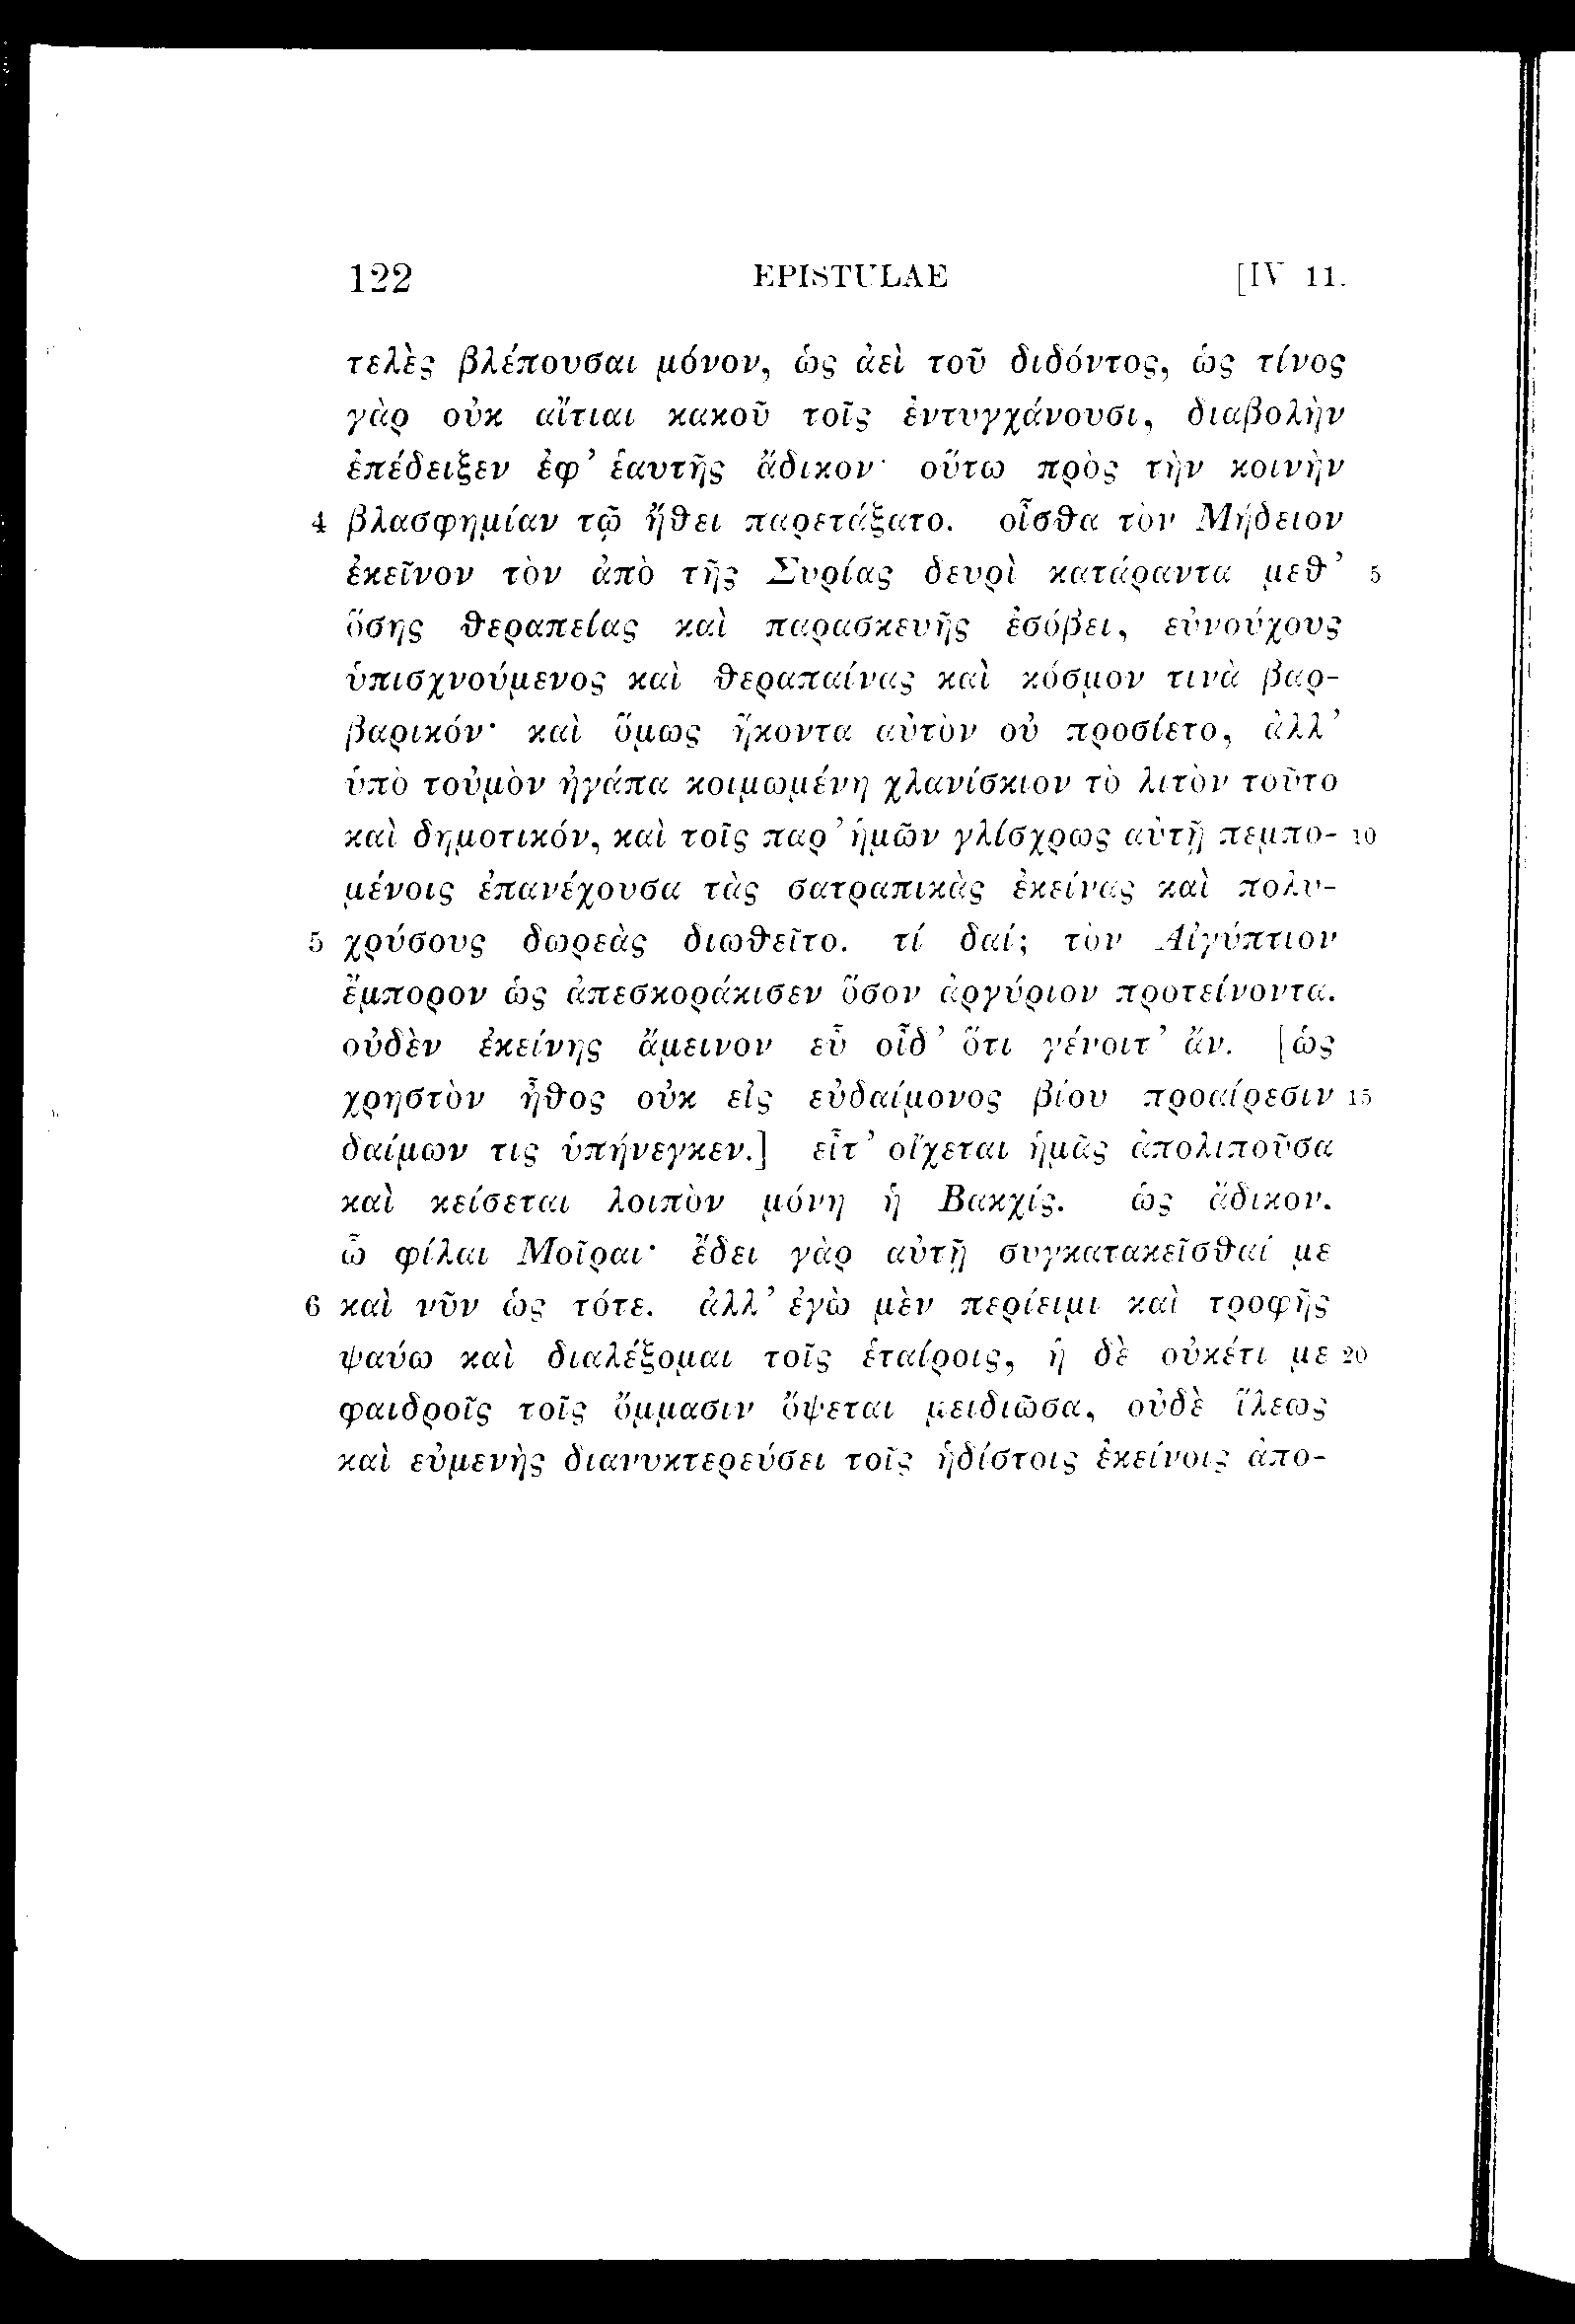 122 EPISTULAE [IV 11.
τελὲς βλέπουσαι μόνον, ὡς ἀεὶ τοῦ διδόντος, ὡς τίνος
γὰρ οὐκ αἴτιαι κακοῦ τοῖς ἐντυγχάνουσι, διαβολὴν
ἐπέδειξεν ἐφ’ ἑαυτῆς ἄδικον· οὕτω πρὸς τὴν κοινὴν
4 βλασφημίαν τῷ ἤθει παρετάξατο. οἶσθα τὸν Μήδειον
ἐκεῖνον τὸν ἀπὸ τῆς Συρίας δευρὶ κατάραντα μεθ’ 5
ὅσης θεραπείας καὶ παρασκευῆς ἐσόβει, εὐνούχους
ὑπισχνούμενος καὶ θεραπαίνας καὶ κόσμον τινὰ βαρ-
βαρικόν· καὶ ὅμως ἥκοντα αὐτὸν οὐ προσίετο, ἀλλ’
ὑπὸ τοὐμὸν ἠγάπα κοιμωμένη χλανίσκιον τὸ λιτὸν τοῦτο
καὶ δημοτικόν, καὶ τοῖς παρ’ ἡμῶν γλίσχρως αὐτῇ πεμπο- 10
μένοις ἐπανέχουσα τὰς σατραπικὰς ἐκείνας καὶ πολυ-
5 χρύσους δωρεὰς διωθεῖτο. τί δαί; τὸν Αἰγύπτιον
ἔμπορον ὡς ἀπεσκοράκισεν ὅσον ἀργύριον προτείνοντα.
οὐδὲν ἐκείνης ἄμεινον εὖ οἶδ’ ὅτι γένοιτ’ ἄν. [ὡς
χρηστὸν ἦθος οὐκ εἰς εὐδαίμονος βίου προαίρεσιν 15
δαίμων τις ὑπήνεγκεν.] εἶτ’ οἴχεται ἡμᾶς ἀπολιποῦσα
καὶ κείσεται λοιπὸν μόνη ἡ Βακχίς. ὡς ἄδικον.
ὦ φίλαι Μοῖραι· ἔδει γὰρ αὐτῇ συγκατακεῖσθαί με
6 καὶ νῦν ὡς τότε. ἀλλ’ ἐγὼ μὲν περίειμι καὶ τροφῆς
ψαύω καὶ διαλέξομαι τοῖς ἑταίροις, ἡ δὲ οὐκέτι με 20
φαιδροῖς τοῖς ὄμμασιν ὄψεται μειδιῶσα, οὐδὲ ἵλεως
καὶ εὐμενὴς διανυκτερεύσει τοῖς ἡδίστοις ἐκείνοις ἀπο-